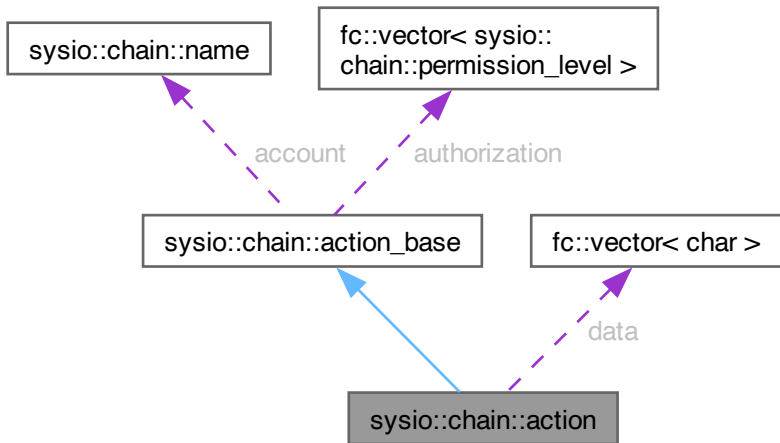 sysio::chain::name
fc::vector< sysio::
chain::permission_level >
account
authorization
sysio::chain::action_base
fc::vector< char >
data
sysio::chain::action